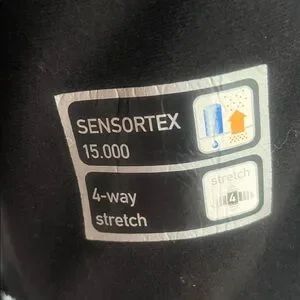 SENSORTEX
15.000
4-way
stretch
stretch
4